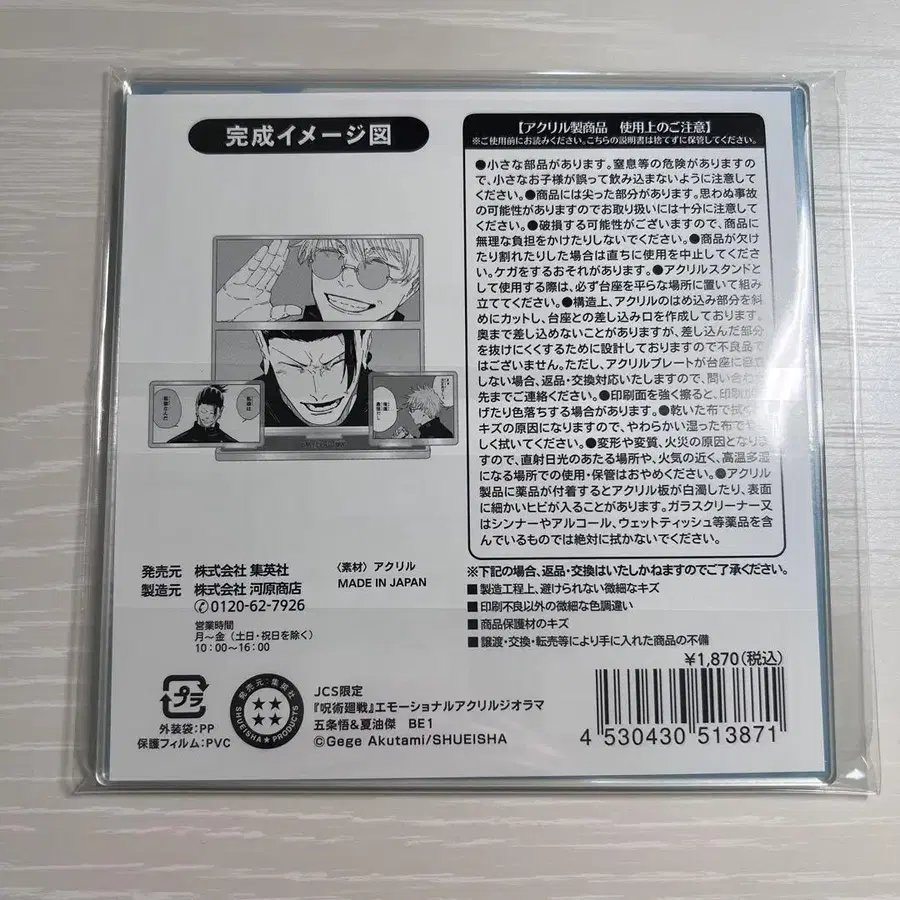 完成イメージ図
【アクリル製商品　使用上のご注意】
※ご使用前にお読みください。こちらの説明書は捨てずに保管してください。
●小さな部品があります。窒息等の危険がありますの
で、小さなお子様が誤って飲み込まないように注意して
ください。●商品には尖った部分があります。思わぬ事故
の可能性がありますのでお取り扱いには十分に注意して
ください。●破損する可能性がございますので、商品に
無理な負担をかけたりしないでください。●商品が欠け
たり割れたりした場合は直ちに使用を中止してくださ
い。ケガをするおそれがあります。●アクリルスタンドと
して使用する際は、必ず台座を平らな場所に置いて組み
立ててください。●構造上、アクリルのはめ込み部分を斜
めにカットし、台座との差し込み口を作成しております。
奥まで差し込めないことがありますが、差し込んだ部分
を抜けにくくするために設計しておりますので不良品で
はございません。ただし、アクリルプレートが台座に自立
しない場合、返品・交換対応いたしますので、問い合わせ
先までご連絡ください。●印刷面を強く擦ると、印刷が
げたり色落ちする場合があります。●乾いた布で拭くと
キズの原因になりますので、やわらかい湿った布でや
しく拭いてください。●変形や変質、火災の原因となりま
すので、直射日光のあたる場所や、火気の近く、高温多湿
になる場所での使用・保管はおやめください。●アクリル
製品に薬品が付着するとアクリル板が白濁したり、表面
に細かいヒビが入ることがあります。ガラスクリーナー又
はシンナーやアルコール、ウェットティッシュ等薬品を含
んでいるものでは絶対に拭かないでください。
発売元　株式会社 集英社
製造元　株式会社 河原商店
0120-62-7926
営業時間
月～金（土日・祝日を除く）
10:00～16:00
〈素材〉アクリル
MADE IN JAPAN
※下記の場合、返品・交換はいたしかねますのでご了承ください。
■製造工程上、避けられない微細なキズ
■印刷不良以外の微細な色調違い
■商品保護材のキズ
■譲渡・交換・転売等により手に入れた商品の不備
¥1,870(税込)
プラ
外装袋:PP
保護フィルム:PVC
発売元:集英社
SHUEISHA★PRODUCTS
JCS限定
『呪術廻戦』エモーショナルアクリルジオラマ
五条悟&夏油傑　BE1
©Gege Akutami/SHUEISHA
4 530430 513871